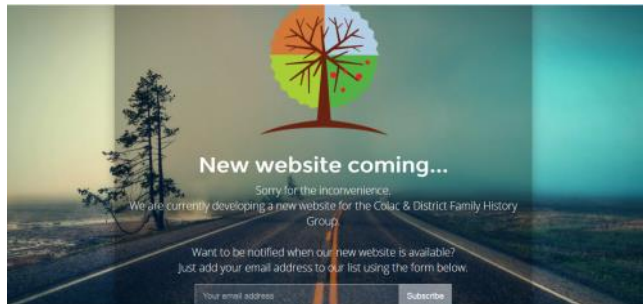 New website coming...
Sorry for the inconvenience.
We are currently developing a new website for the Colac & District Family History
Group.
Want to be notified when our new website is available?
Just add your email address to our list using the form below.
Your email address
Subscribe